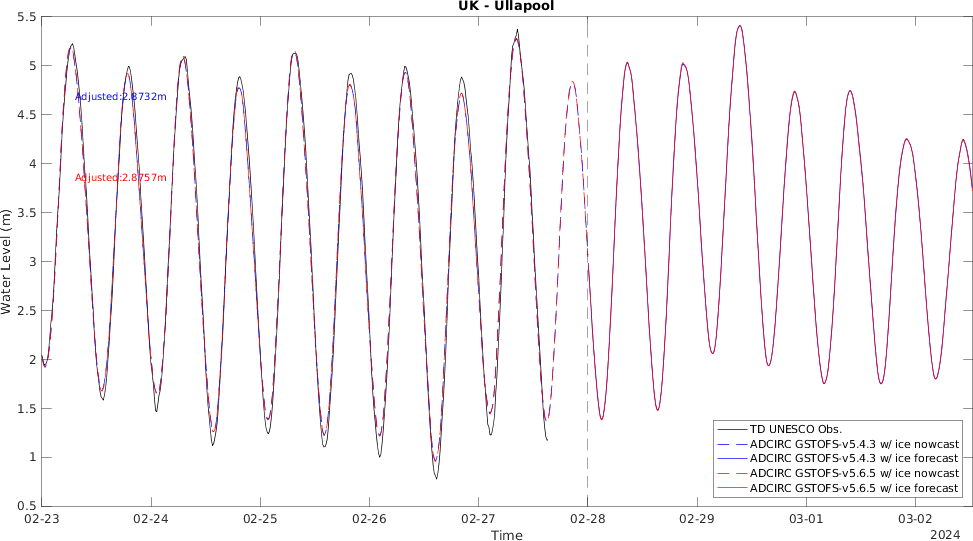 UK - Ullapool
5.5
5
4.5
4
3.5
3
2.5
2
1.5
1
0.5
Water Level (m)
Adjusted:2.8732m
Adjusted:2.8757m
TD UNESCO Obs.
ADCIRC GSTOFS-v5.4.3 w/ ice nowcast
ADCIRC GSTOFS-v5.4.3 w/ ice forecast
ADCIRC GSTOFS-v5.6.5 w/ ice nowcast
ADCIRC GSTOFS-v5.6.5 w/ ice forecast
02-23 02-24 02-25 02-26 02-27 02-28 02-29 03-01 03-02
Time
2024